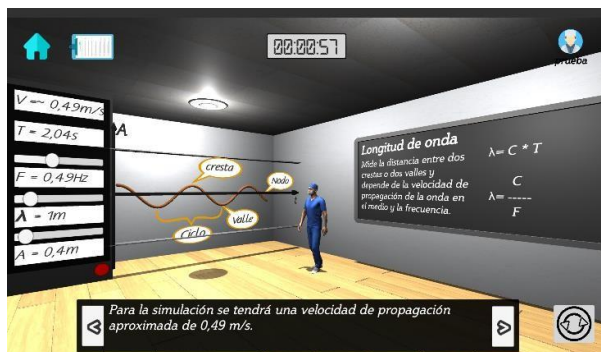 00:00:57
prueba
V = 0,49m/s
T = 2,04s
F = 0,49Hz
λ = 1m
A = 0,4m
A
cresta
Nodo
Valle
Ciclo
Longitud de onda
Mide la distancia entre dos
crestas o dos valles y
depende de la velocidad de
propagación de la onda en
el medio y la frecuencia.
λ= C * T
C
λ= -----
F
Para la simulación se tendrá una velocidad de propagación
aproximada de 0,49 m/s.